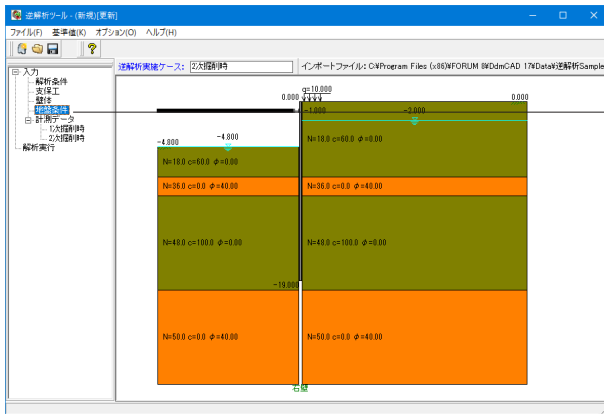 逆解析ツール - (新規)[更新]
ファイル(F) 基準値(K) オプション(O) ヘルプ(H)
逆解析実施ケース: 2次掘削時 インポートファイル: C:¥Program Files (x86)¥FORUM 8¥DdmCAD 17¥Data¥逆解析Sample
入力
解析条件
支保工
壁体
地盤条件
計測データ
1次掘削時
2次掘削時
解析実行
q=10.000
0.000 0.000
-1.000 -3.000
-4.800 -4.800
N=18.0 c=60.0 φ=0.00 N=18.0 c=60.0 φ=0.00
N=36.0 c=0.0 φ=40.00 N=36.0 c=0.0 φ=40.00
N=48.0 c=100.0 φ=0.00 N=48.0 c=100.0 φ=0.00
-19.000
N=50.0 c=0.0 φ=40.00 N=50.0 c=0.0 φ=40.00
右壁